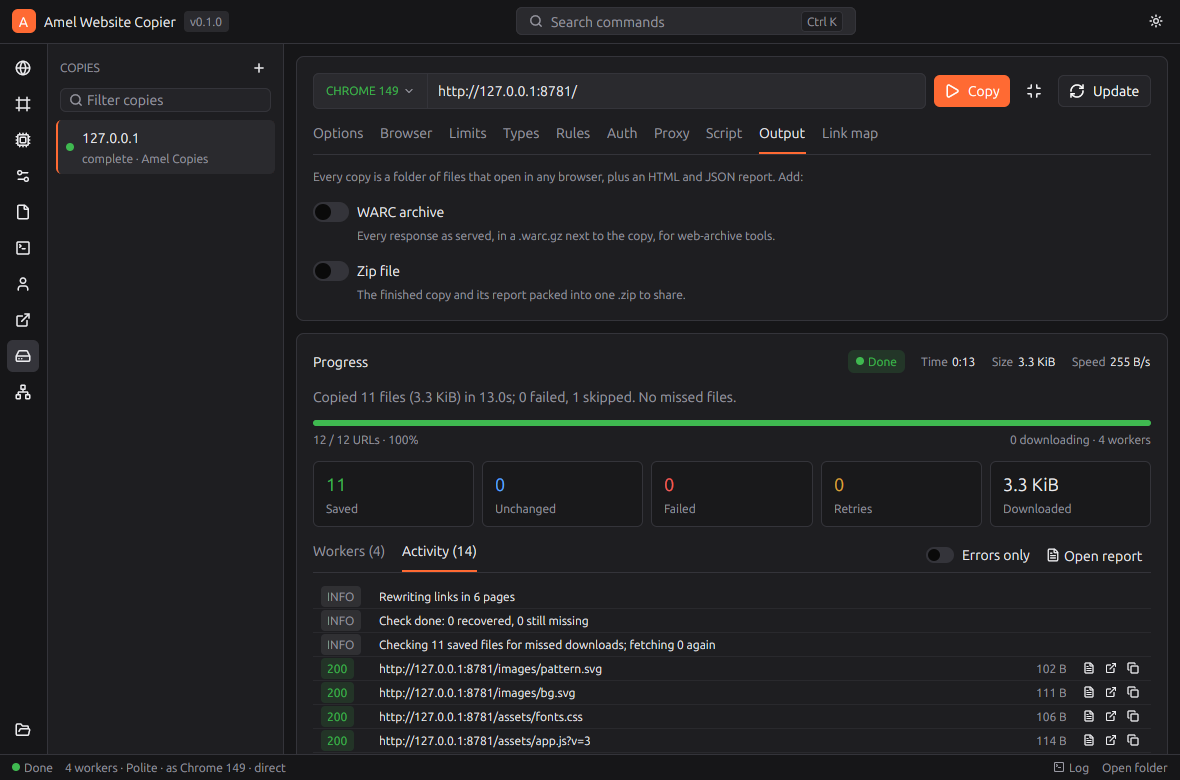 A Amel Website Copier v0.1.0 Search commands Ctrl K
COPIES
Filter copies
127.0.0.1
complete · Amel Copies
CHROME 149 http://127.0.0.1:8781/ Copy Update
Options Browser Limits Types Rules Auth Proxy Script Output Link map
Every copy is a folder of files that open in any browser, plus an HTML and JSON report. Add:
WARC archive
Every response as served, in a .warc.gz next to the copy, for web-archive tools.
Zip file
The finished copy and its report packed into one .zip to share.
Progress Done Time 0:13 Size 3.3 KiB Speed 255 B/s
Copied 11 files (3.3 KiB) in 13.0s; 0 failed, 1 skipped. No missed files.
12 / 12 URLs · 100% 0 downloading · 4 workers
11 0 0 0 3.3 KiB
Saved Unchanged Failed Retries Downloaded
Workers (4) Activity (14) Errors only Open report
INFO Rewriting links in 6 pages
INFO Check done: 0 recovered, 0 still missing
INFO Checking 11 saved files for missed downloads; fetching 0 again
200 http://127.0.0.1:8781/images/pattern.svg 102 B
200 http://127.0.0.1:8781/images/bg.svg 111 B
200 http://127.0.0.1:8781/assets/fonts.css 106 B
200 http://127.0.0.1:8781/assets/app.js?v=3 114 B
Done 4 workers · Polite · as Chrome 149 · direct Log Open folder